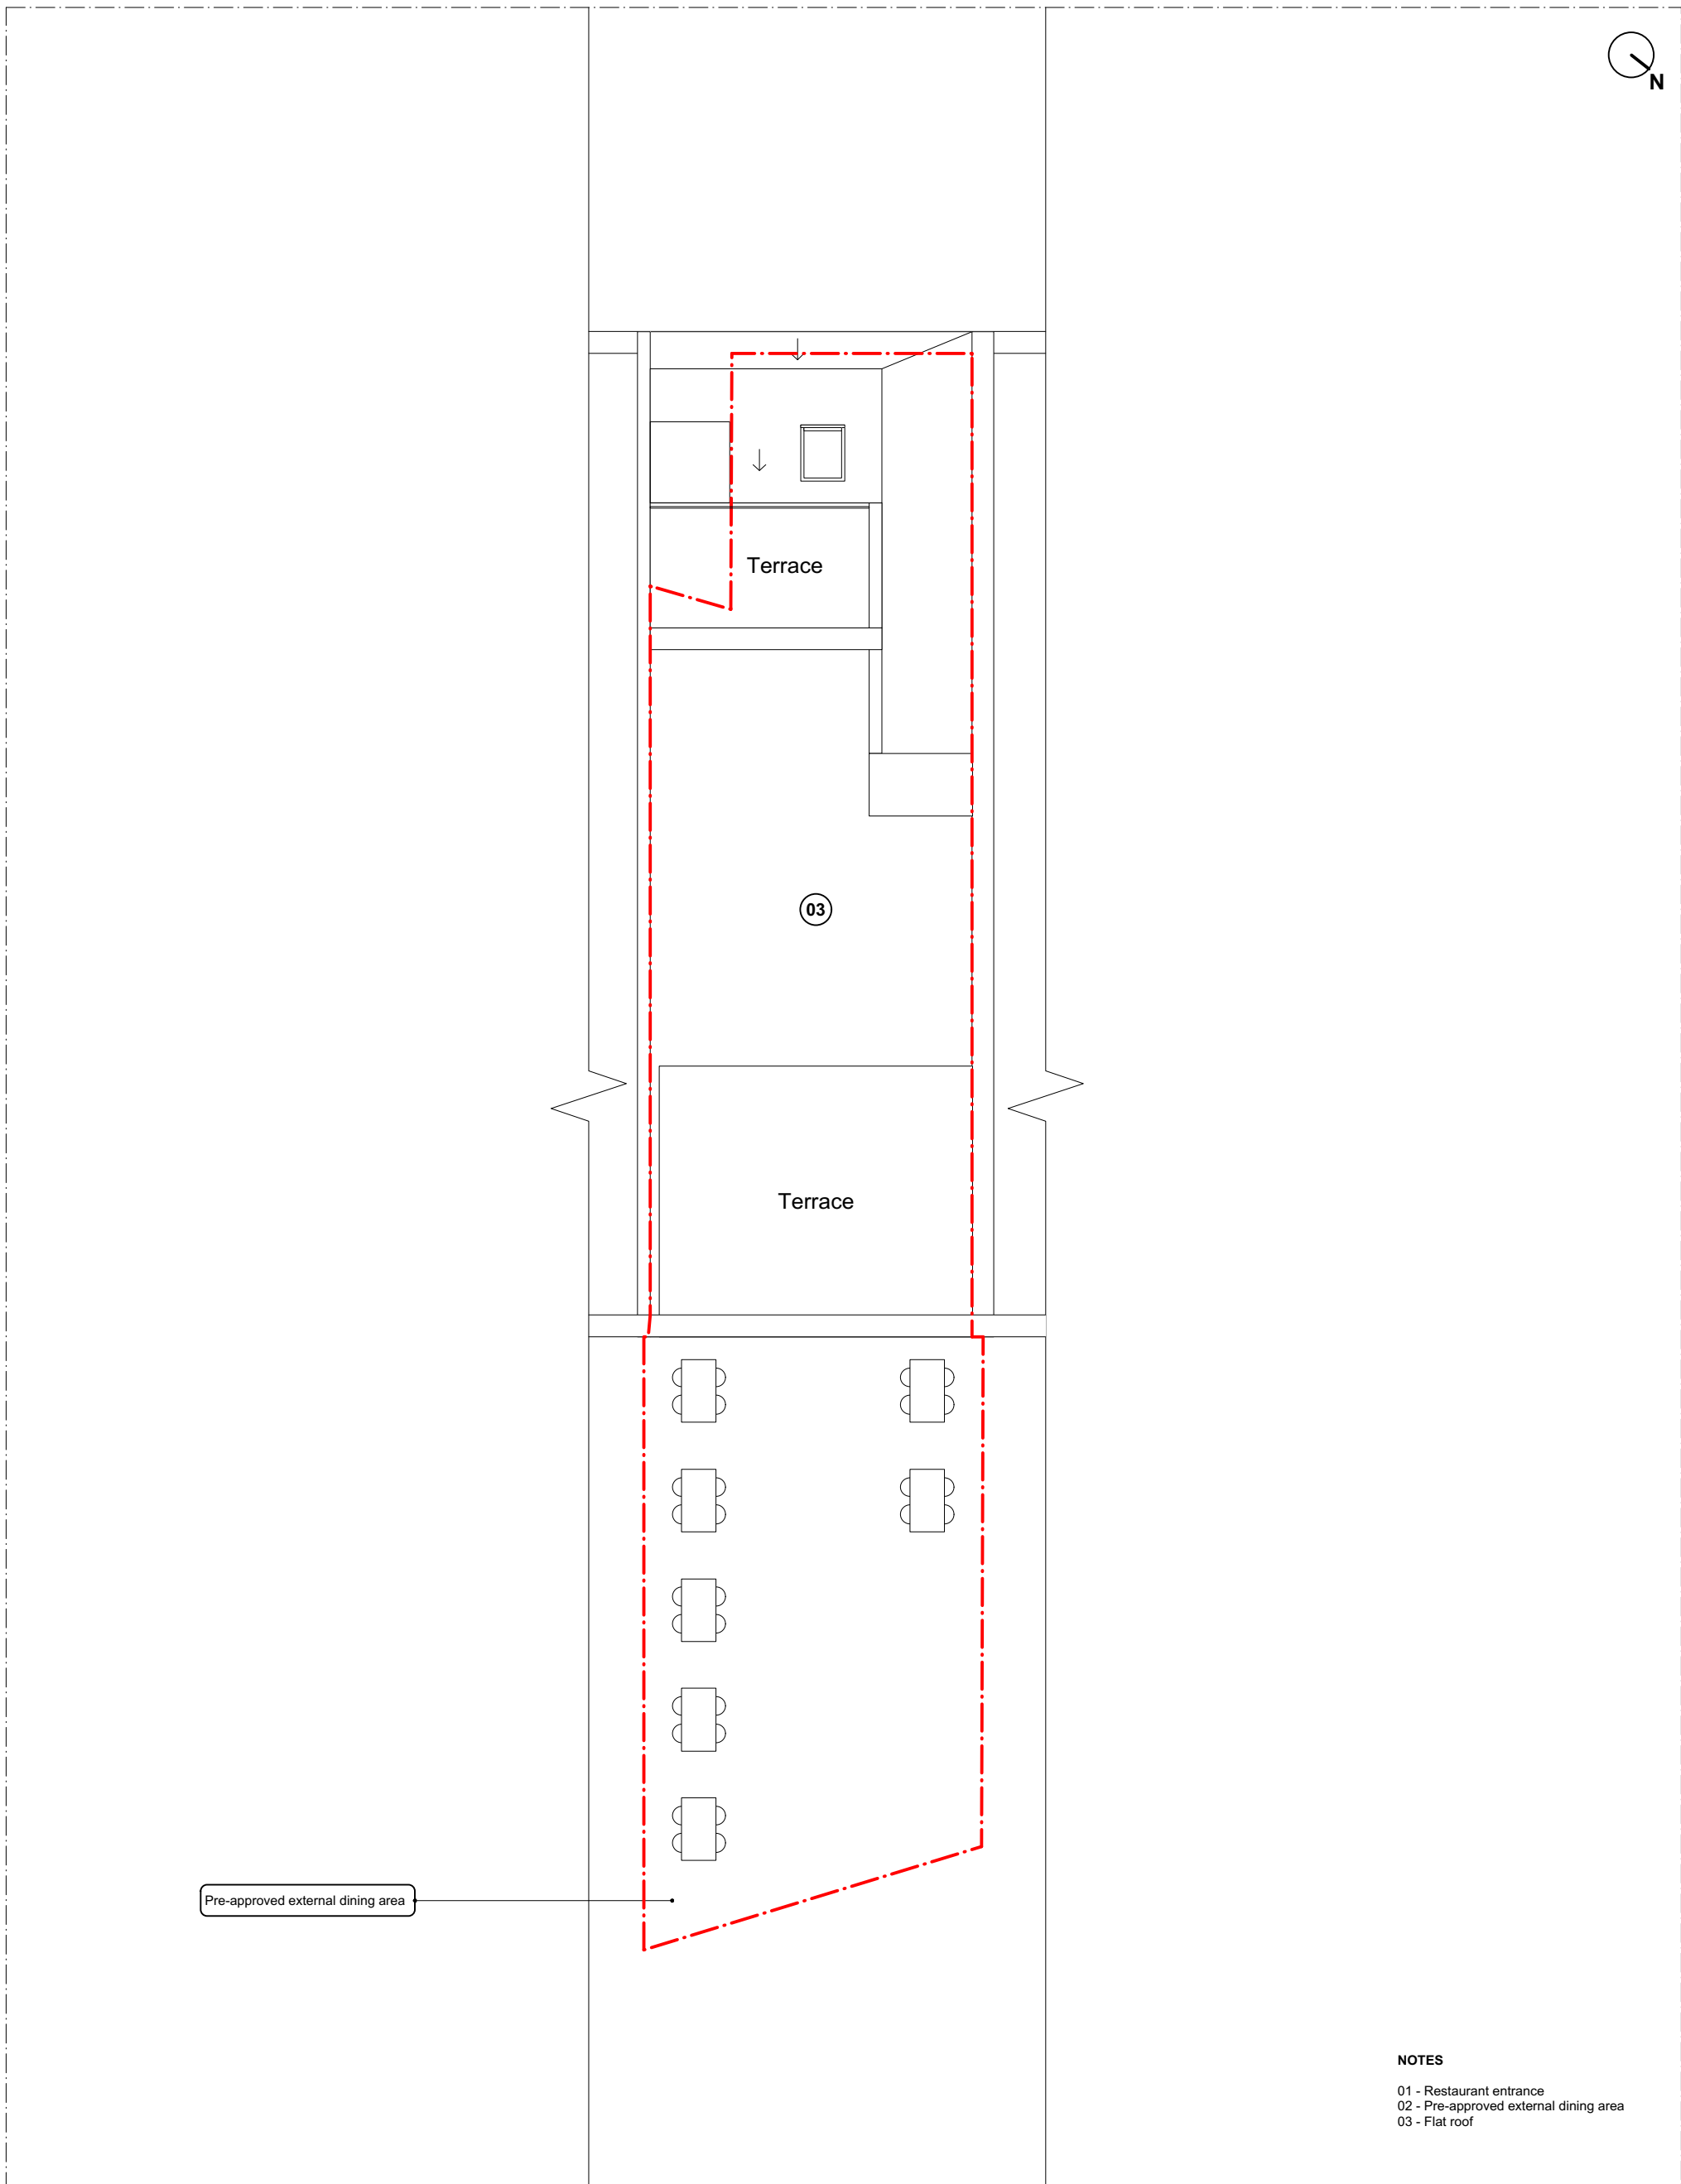 N
Terrace
03
Terrace
Pre-approved external dining area
NOTES
01 - Restaurant entrance
02 - Pre-approved external dining area
03 - Flat roof